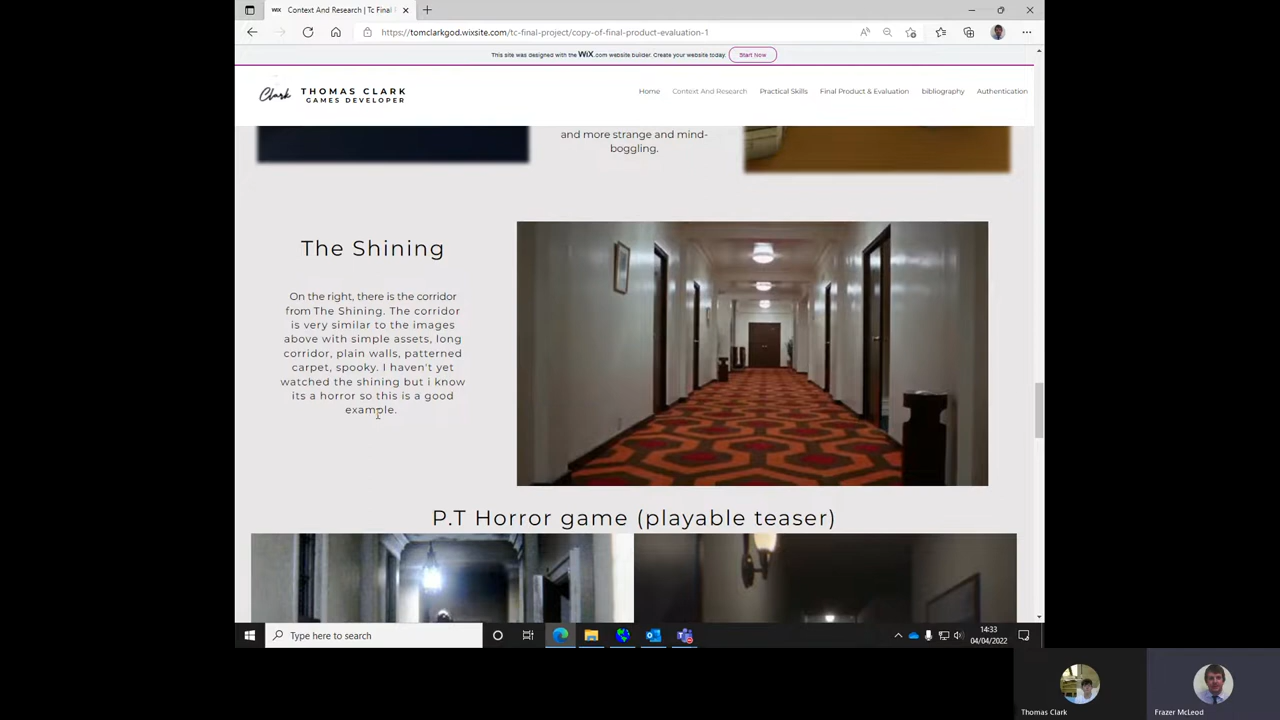 WIX
Context And Research | Tc Final
https://tomclarkgod.wixsite.com/tc-final-project/copy-of-final-product-evaluation-1
This site was designed with the WiX.com website builder. Create your website today.
Start Now
Clark
THOMAS CLARK
GAMES DEVELOPER
Home
Context And Research
Practical Skills
Final Product & Evaluation
bibliography
Authentication
and more strange and mind-
boggling.
The Shining
On the right, there is the corridor
from The Shining. The corridor
is very similar to the images
above with simple assets, long
corridor, plain walls, patterned
carpet, spooky. I haven't yet
watched the shining but i know
its a horror so this is a good
example.
P.T Horror game (playable teaser)
Type here to search
14:33
04/04/2022
Thomas Clark
Frazer McLeod